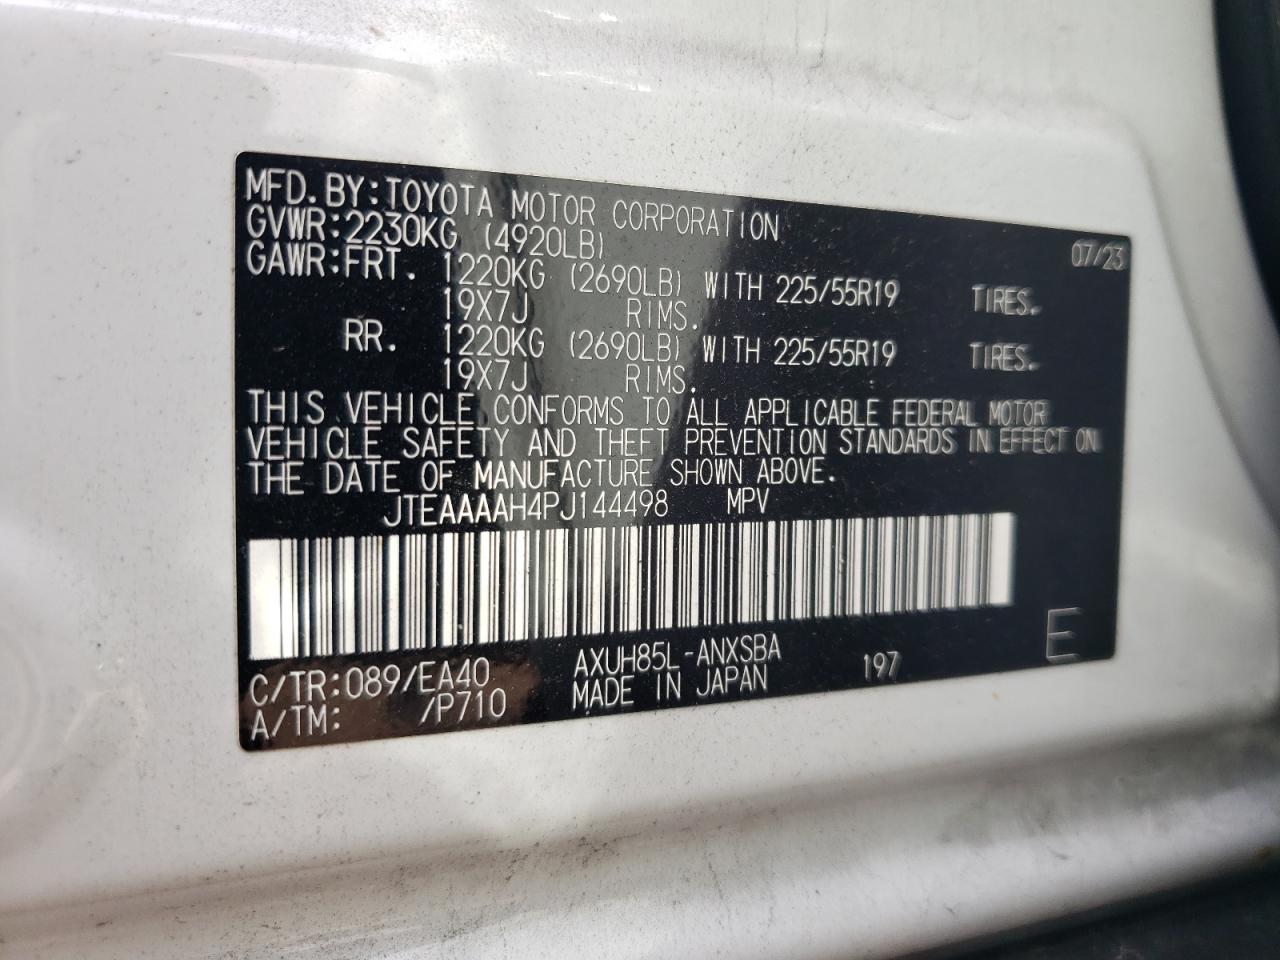 MFD.BY:TOYOTA MOTOR CORPORATION 07/23
GVWR:2230KG (4920LB)
GAWR:FRT. 1220KG (2690LB) WITH 225/55R19 TIRES.
19X7J RIMS.
RR. 1220KG (2690LB) WITH 225/55R19 TIRES.
19X7J RIMS.
THIS VEHICLE CONFORMS TO ALL APPLICABLE FEDERAL MOTOR
VEHICLE SAFETY AND THEFT PREVENTION STANDARDS IN EFFECT ON
THE DATE OF MANUFACTURE SHOWN ABOVE.
JTEAAAAH4PJ144498 MPV
C/TR:089/EA40 AXUH85L-ANXSBA 197 E
A/TM: /P710 MADE IN JAPAN